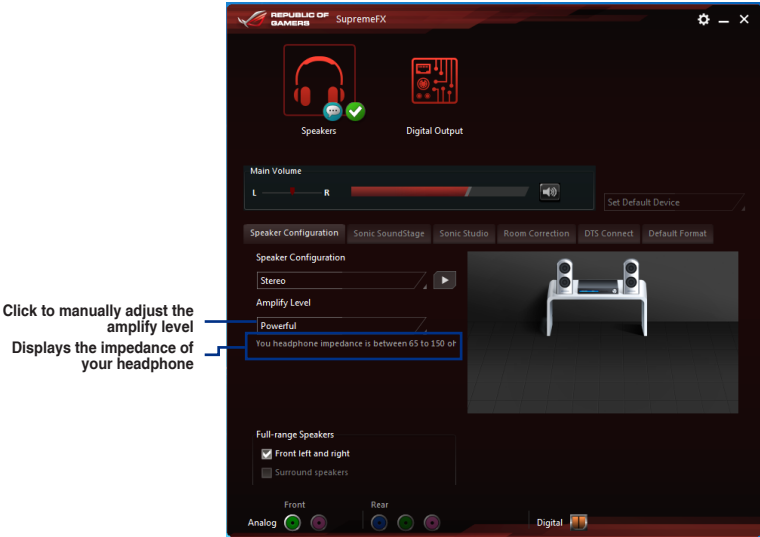 REPUBLIC OF
GAMERS
SupremeFX
Speakers
Digital Output
Main Volume
L
R
Set Default Device
Speaker Configuration
Sonic SoundStage
Sonic Studio
Room Correction
DTS Connect
Default Format
Speaker Configuration
Stereo
Amplify Level
Click to manually adjust the
amplify level
Powerful
Displays the impedance of
your headphone
You headphone impedance is between 65 to 150 oh
Full-range Speakers
Front left and right
Surround speakers
Front
Rear
Analog
Digital